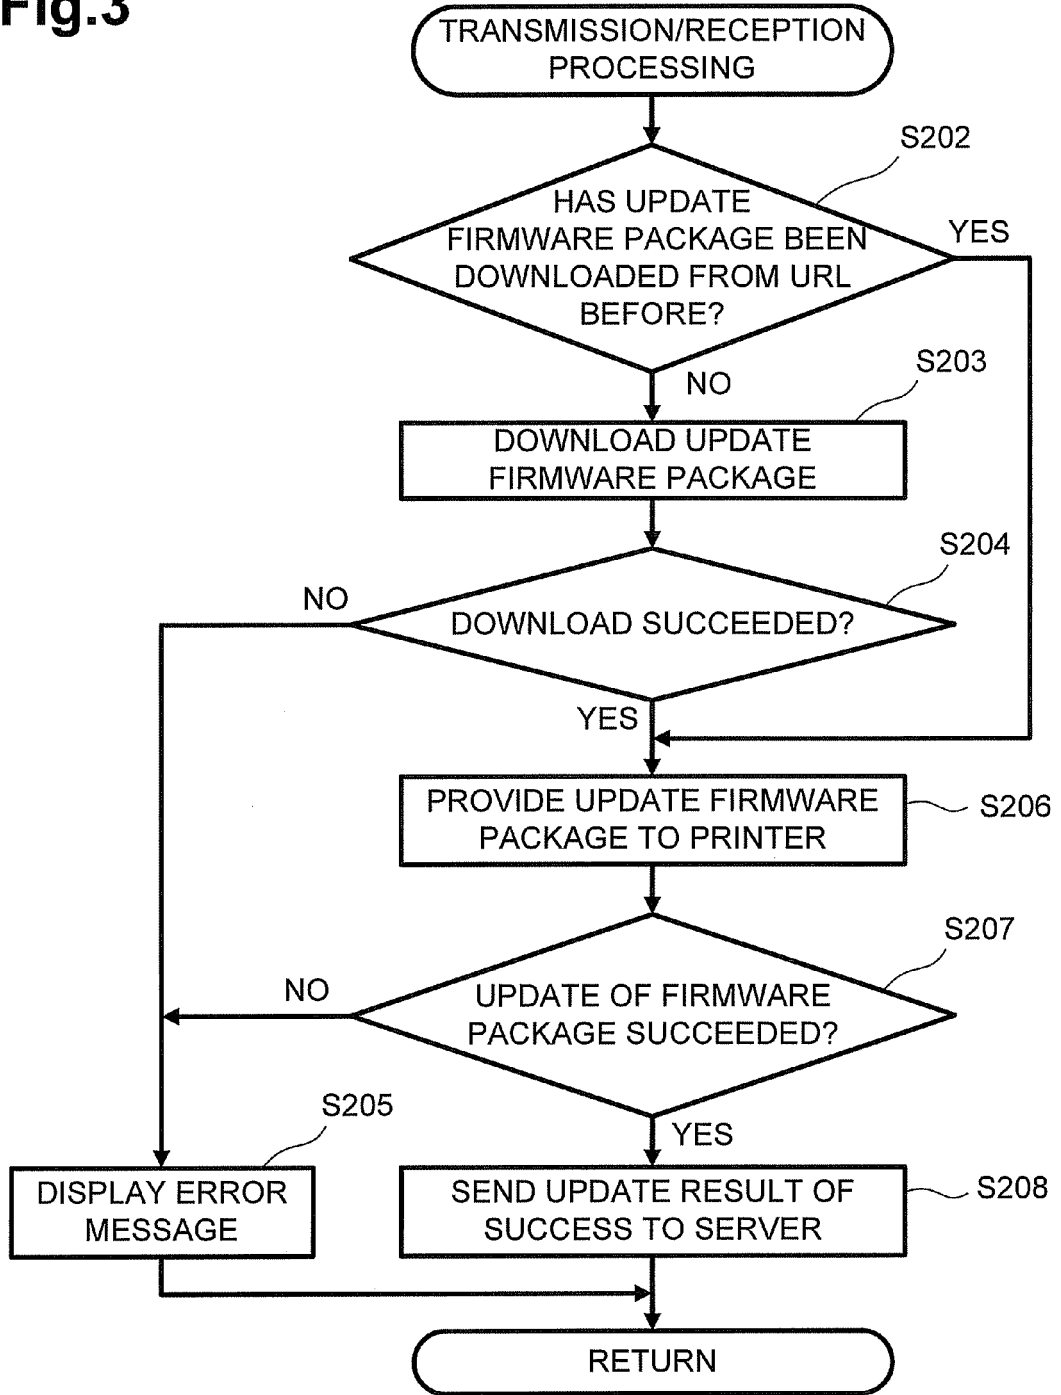 Fig.3
TRANSMISSION/RECEPTION
PROCESSING
S202
HAS UPDATE
FIRMWARE PACKAGE BEEN
DOWNLOADED FROM URL
BEFORE?
YES
NO
S203
DOWNLOAD UPDATE
FIRMWARE PACKAGE
S204
NO
DOWNLOAD SUCCEEDED?
YES
PROVIDE UPDATE FIRMWARE
PACKAGE TO PRINTER
S206
S207
NO
UPDATE OF FIRMWARE
PACKAGE SUCCEEDED?
YES
S205
DISPLAY ERROR
MESSAGE
SEND UPDATE RESULT OF
SUCCESS TO SERVER
S208
RETURN